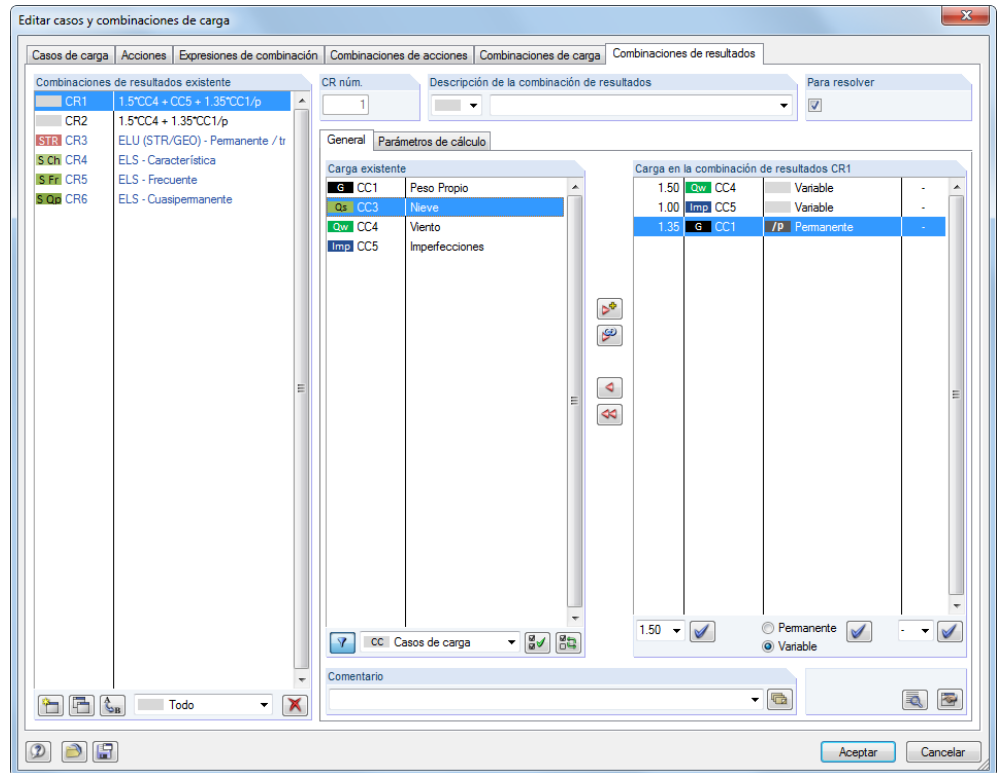 Editar casos y combinaciones de carga
Casos de carga Acciones Expresiones de combinación Combinaciones de acciones Combinaciones de carga Combinaciones de resultados
Combinaciones de resultados existente
CR1 1.5*CC4 + CC5 + 1.35*CC1/p
CR2 1.5*CC4 + 1.35*CC1/p
STR CR3 ELU (STR/GEO) - Permanente / tr
S Ch CR4 ELS - Característica
S Fr CR5 ELS - Frecuente
S Qp CR6 ELS - Cuasipermanente
Todo
CR núm.
1
Descripción de la combinación de resultados
Para resolver
General Parámetros de cálculo
Carga existente
G CC1 Peso Propio
Qs CC3 Nieve
Qw CC4 Viento
Imp CC5 Imperfecciones
CC Casos de carga
Carga en la combinación de resultados CR1
1.50 Qw CC4 Variable -
1.00 Imp CC5 Variable -
1.35 G CC1 /p Permanente -
1.50
Permanente
Variable
-
Comentario
Aceptar Cancelar